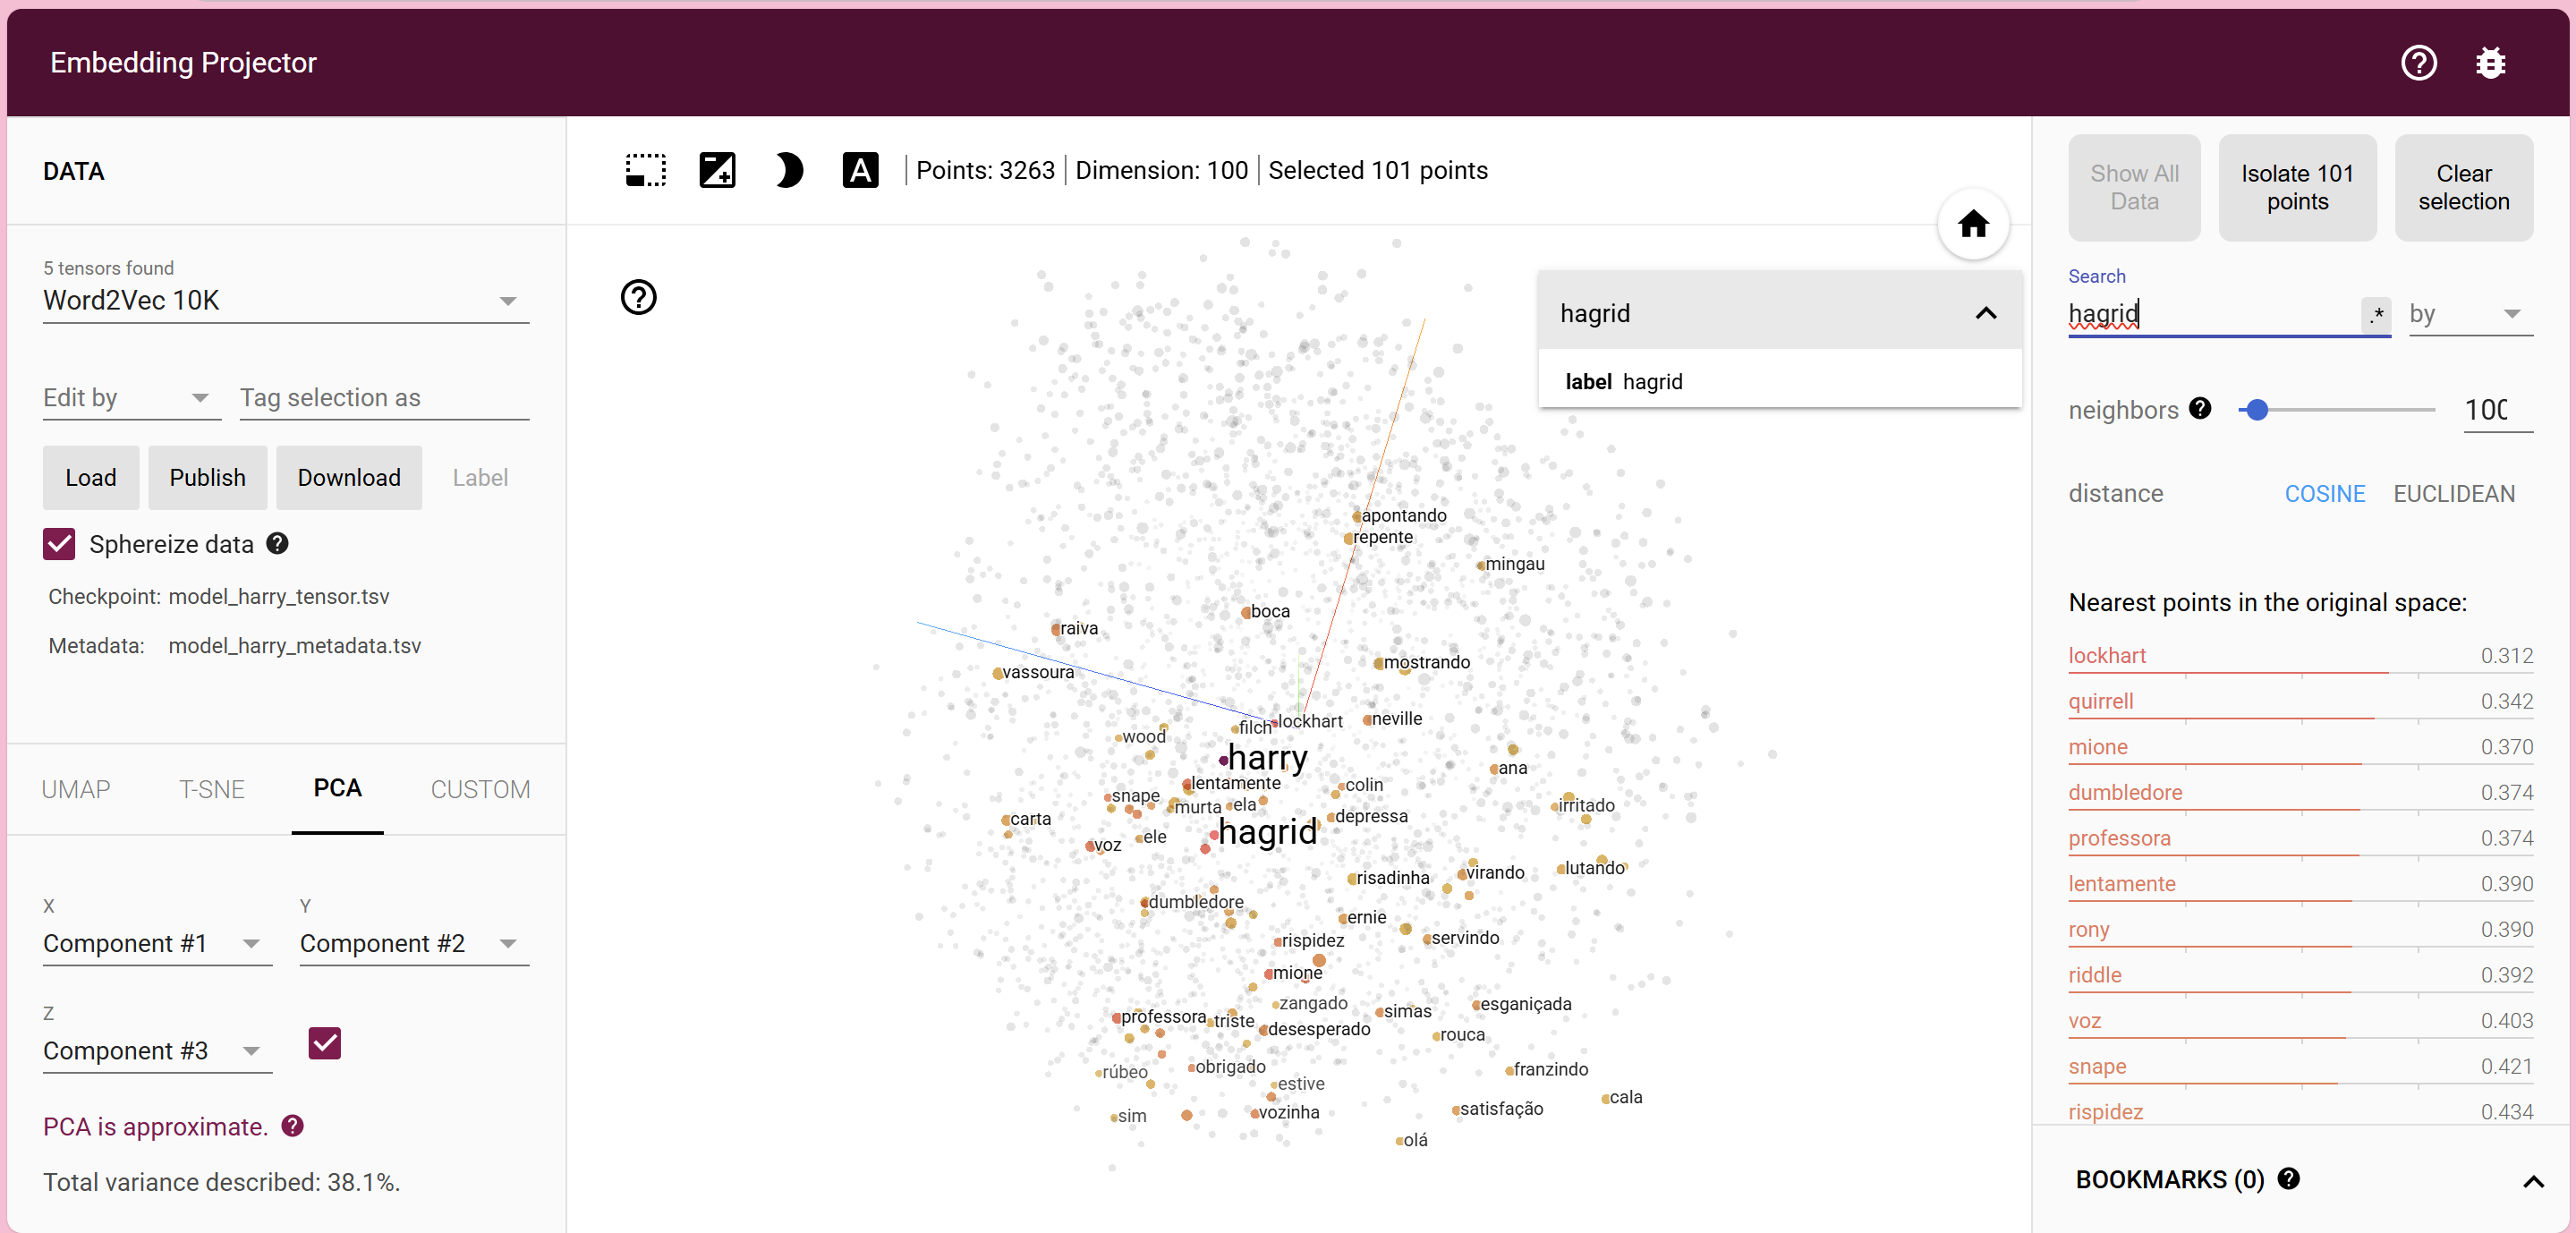 Embedding Projector
DATA
5 tensors found
Word2Vec 10K
Edit by
Tag selection as
Load
Publish
Download
Label
Sphereize data
Checkpoint: model_harry_tensor.tsv
Metadata: model_harry_metadata.tsv
UMAP
T-SNE
PCA
CUSTOM
X
Component #1
Y
Component #2
Z
Component #3
PCA is approximate.
Total variance described: 38.1%.
A
Points: 3263
Dimension: 100
Selected 101 points
hagrid
label hagrid
apontando
repente
mingau
boca
raiva
mostrando
vassoura
neville
lockhart
filch
wood
harry
ana
lentamente
colin
snape
murta
ela
irritado
carta
depressa
hagrid
ele
voz
lutando
virando
risadinha
dumbledore
ernie
servindo
rispidez
mione
zangado
esganiçada
simas
professora
triste
desesperado
rouca
obrigado
franzindo
rúbeo
estive
cala
satisfação
vozinha
sim
olá
Show All
Data
Isolate 101
points
Clear
selection
Search
hagrid
.*
by
neighbors
100
distance
COSINE
EUCLIDEAN
Nearest points in the original space:
lockhart 0.312
quirrell 0.342
mione 0.370
dumbledore 0.374
professora 0.374
lentamente 0.390
rony 0.390
riddle 0.392
voz 0.403
snape 0.421
rispidez 0.434
BOOKMARKS (0)